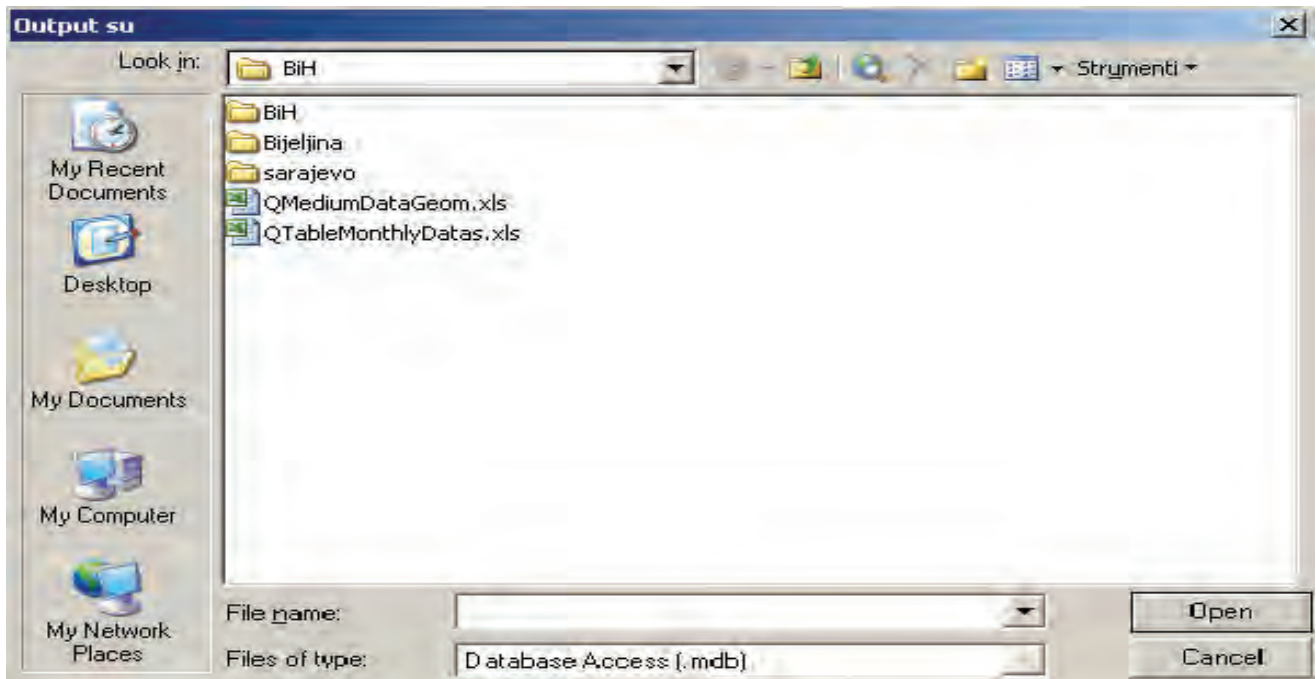 Output su
Look in:
BiH
Strumenti
BiH
Bijeljina
sarajevo
QMediumDataGeom.xls
QTableMonthlyDatas.xls
My Recent
Documents
Desktop
My Documents
My Computer
My Network
Places
File name:
Open
Files of type:
Database Access (.mdb)
Cancel